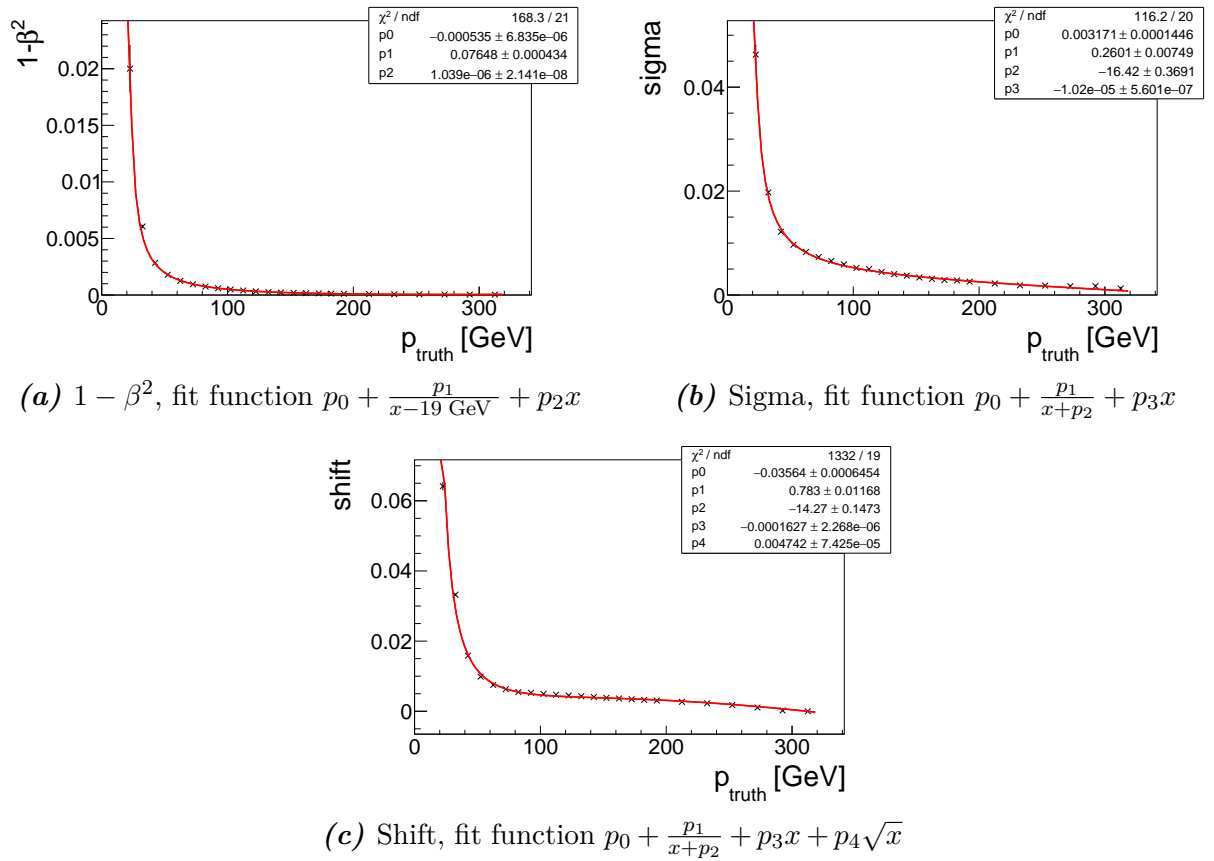 1-β²
χ² / ndf 168.3 / 21
p0 −0.000535 ± 6.835e−06
p1 0.07648 ± 0.000434
p2 1.039e−06 ± 2.141e−08
0.02
0.015
0.01
0.005
0
0 100 200 300
p_truth [GeV]
(a) 1 − β², fit function p₀ + p₁/(x−19 GeV) + p₂x
sigma
χ² / ndf 116.2 / 20
p0 0.003171 ± 0.0001446
p1 0.2601 ± 0.00749
p2 −16.42 ± 0.3691
p3 −1.02e−05 ± 5.601e−07
0.04
0.02
0
0 100 200 300
p_truth [GeV]
(b) Sigma, fit function p₀ + p₁/(x+p₂) + p₃x
shift
χ² / ndf 1332 / 19
p0 −0.03564 ± 0.0006454
p1 0.783 ± 0.01168
p2 −14.27 ± 0.1473
p3 −0.0001627 ± 2.268e−06
p4 0.004742 ± 7.425e−05
0.06
0.04
0.02
0
0 100 200 300
p_truth [GeV]
(c) Shift, fit function p₀ + p₁/(x+p₂) + p₃x + p₄√x